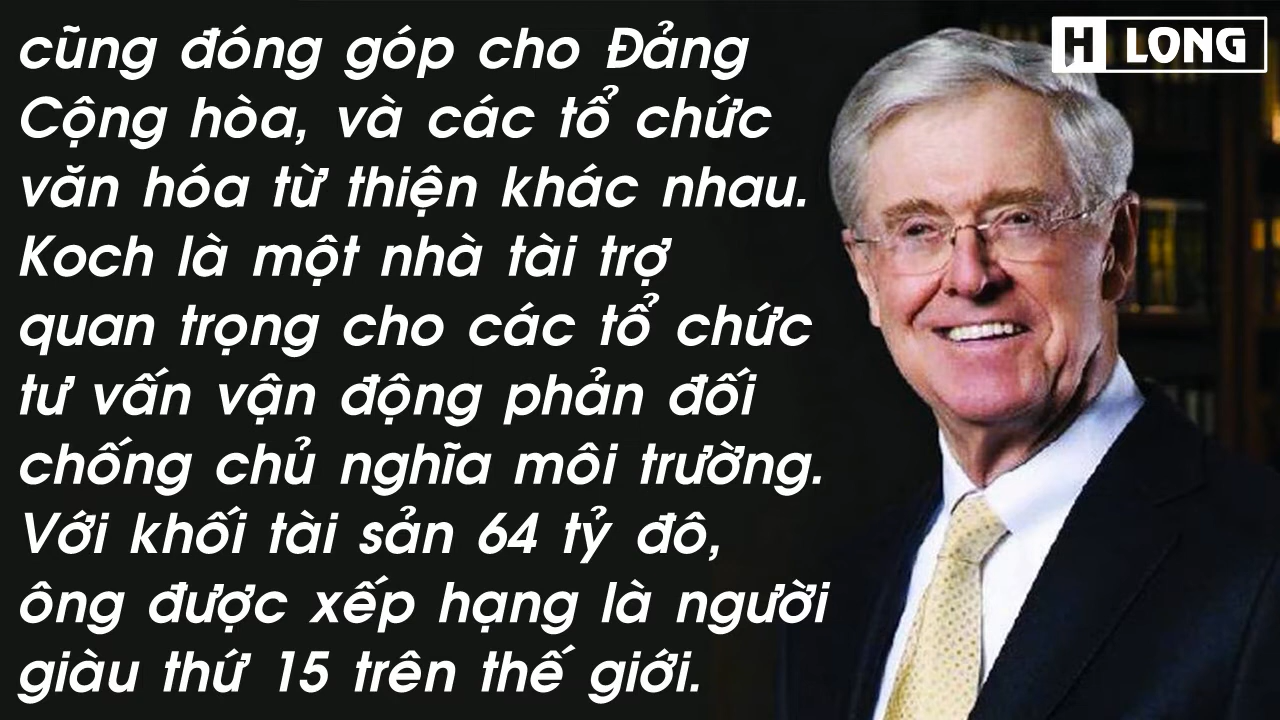 cũng đóng góp cho Đảng
Cộng hòa, và các tổ chức
văn hóa từ thiện khác nhau.
Koch là một nhà tài trợ
quan trọng cho các tổ chức
tư vấn vận động phản đối
chống chủ nghĩa môi trường.
Với khối tài sản 64 tỷ đô,
ông được xếp hạng là người
giàu thứ 15 trên thế giới.
H LONG